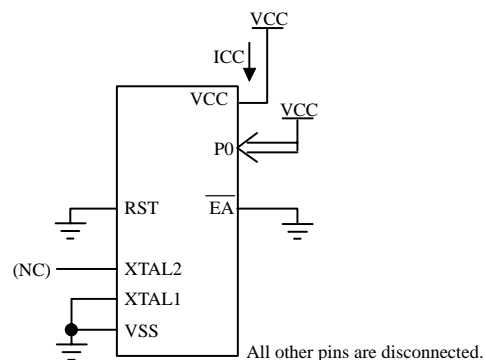 VCC
ICC
VCC
VCC
P0
RST
EA
(NC)
XTAL2
XTAL1
VSS
All other pins are disconnected.